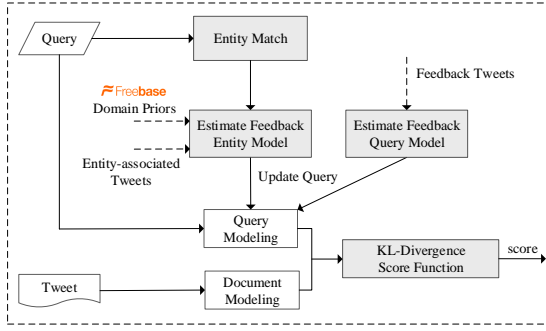 Query
Entity Match
Feedback Tweets
Freebase
Domain Priors
Estimate Feedback
Entity Model
Estimate Feedback
Query Model
Entity-associated
Tweets
Update Query
Query
Modeling
KL-Divergence
Score Function
score
Tweet
Document
Modeling